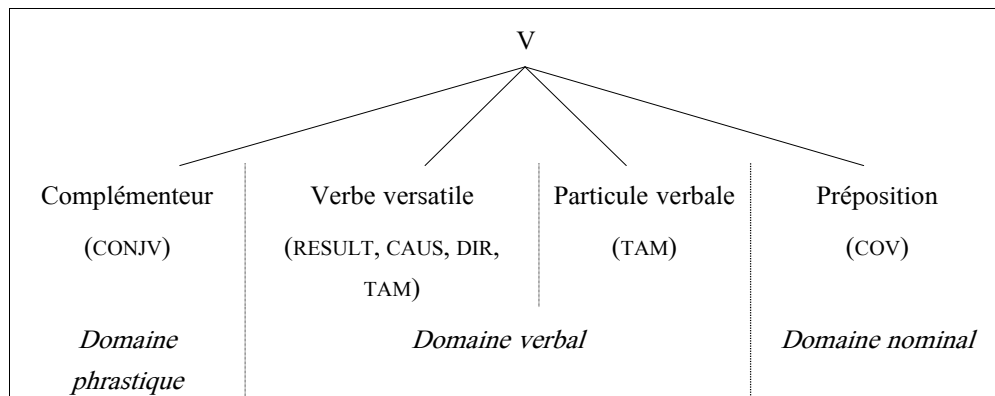 V
Complémenteur Verbe versatile Particule verbale Préposition
(CONJV) (RESULT, CAUS, DIR, (TAM) (COV)
TAM)
Domaine Domaine verbal Domaine nominal
phrastique